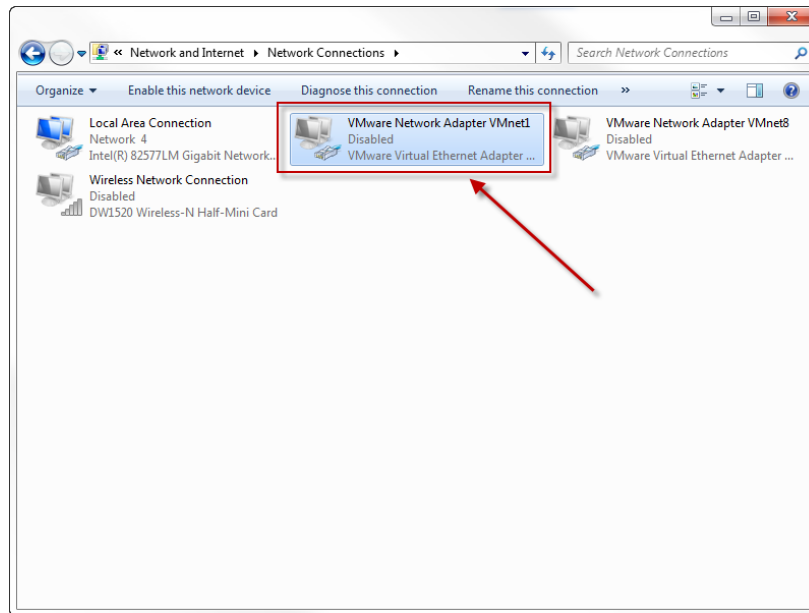 « Network and Internet ▸ Network Connections ▸
Search Network Connections
Organize ▾ Enable this network device Diagnose this connection Rename this connection »
Local Area Connection
Network 4
Intel(R) 82577LM Gigabit Network...
VMware Network Adapter VMnet1
Disabled
VMware Virtual Ethernet Adapter ...
VMware Network Adapter VMnet8
Disabled
VMware Virtual Ethernet Adapter ...
Wireless Network Connection
Disabled
DW1520 Wireless-N Half-Mini Card